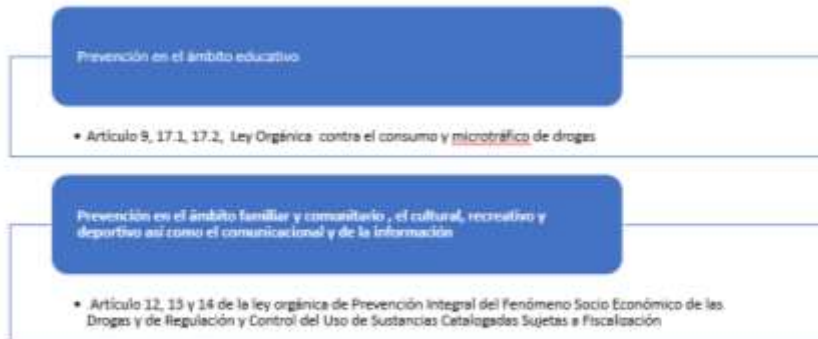 Prevención en el ámbito educativo
• Artículo 9, 17.1, 17.2, Ley Orgánica contra el consumo y microtráfico de drogas
Prevención en el ámbito familiar y comunitario , el cultural, recreativo y
deportivo así como el comunicacional y de la información
• Artículo 12, 13 y 14 de la ley orgánica de Prevención Integral del Fenómeno Socio Económico de las
Drogas y de Regulación y Control del Uso de Sustancias Catalogadas Sujetas a Fiscalización